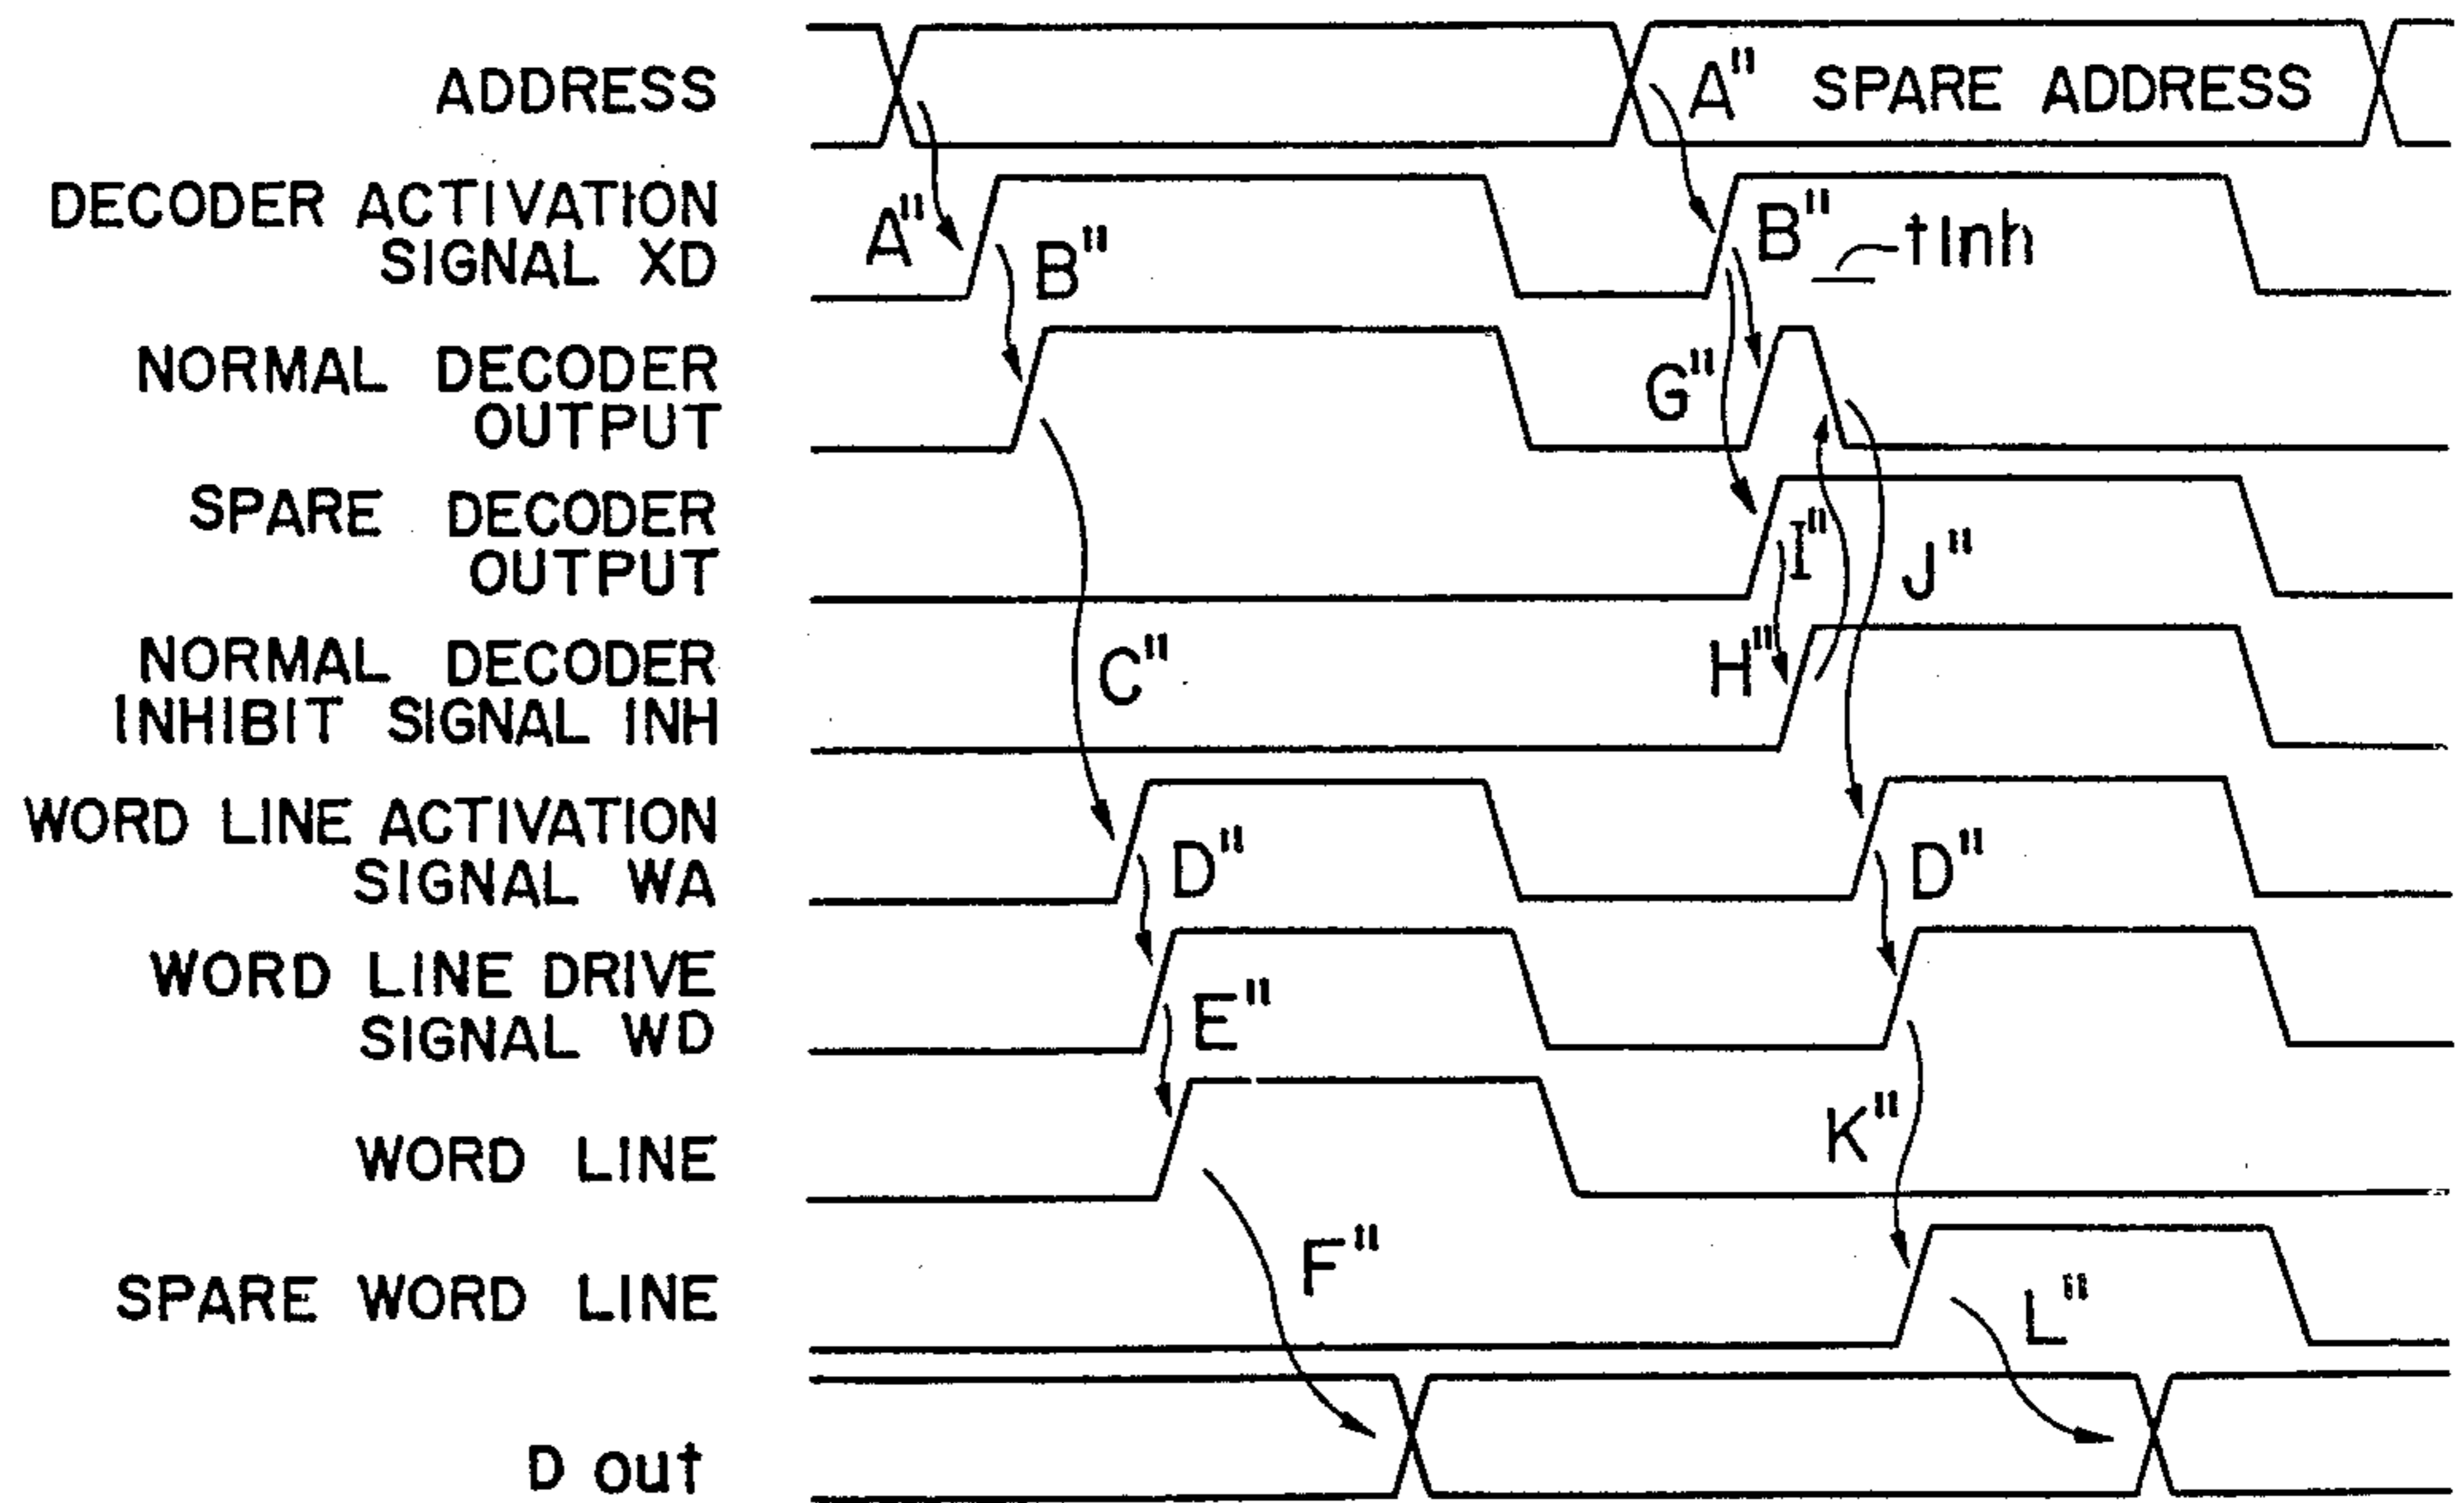 ADDRESS
A" SPARE ADDRESS
DECODER ACTIVATION
SIGNAL XD
A"
B"
B"
tInh
NORMAL DECODER
OUTPUT
G"
SPARE DECODER
OUTPUT
I"
J"
NORMAL DECODER
INHIBIT SIGNAL INH
C"
H"
WORD LINE ACTIVATION
SIGNAL WA
D"
D"
WORD LINE DRIVE
SIGNAL WD
E"
WORD LINE
K"
SPARE WORD LINE
F"
L"
D out